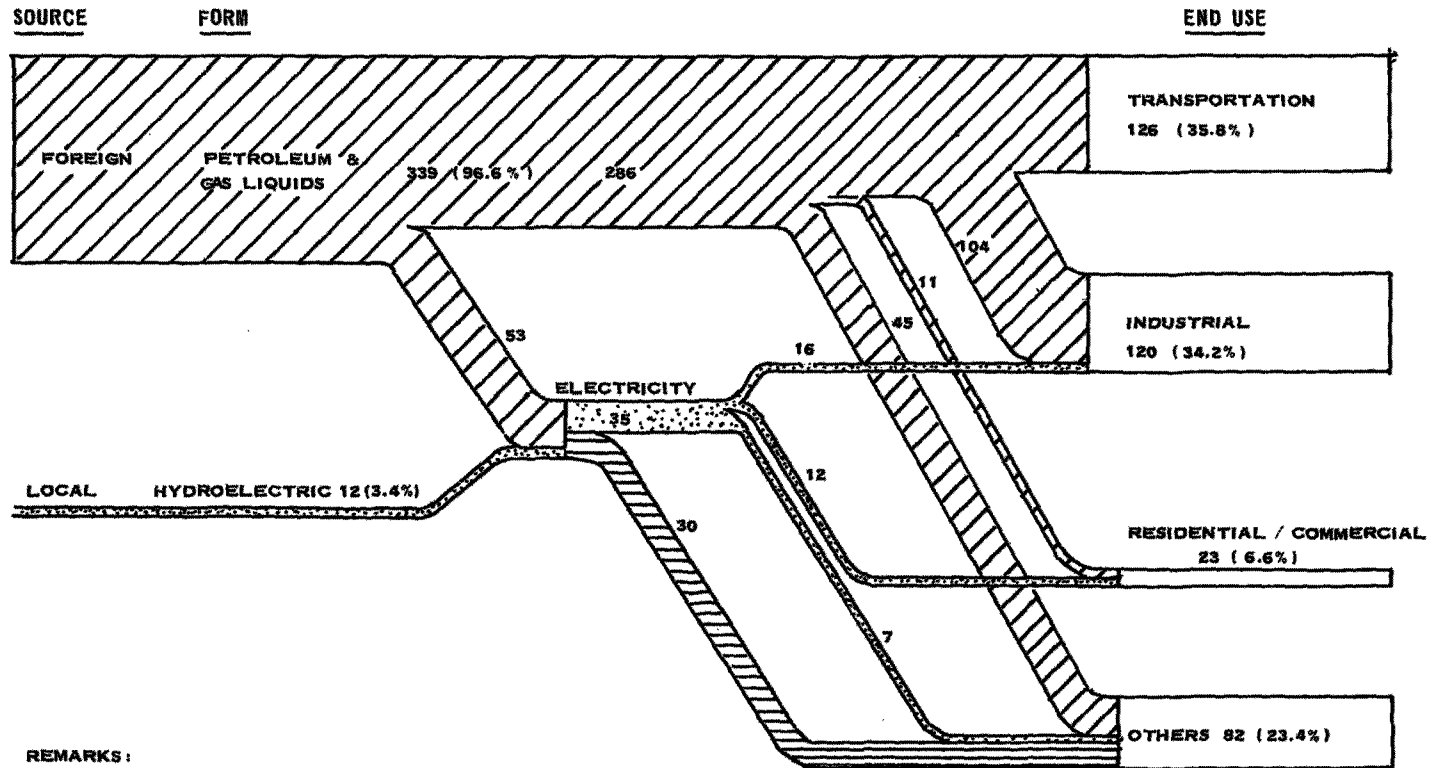 SOURCE FORM END USE
TRANSPORTATION
126 (35.8%)
FOREIGN PETROLEUM &
GAS LIQUIDS
339 (96.6%) 286
104
11
45
INDUSTRIAL
120 (34.2%)
53
16
ELECTRICITY
35
12
LOCAL HYDROELECTRIC 12(3.4%)
30
RESIDENTIAL / COMMERCIAL
23 (6.6%)
7
OTHERS 82 (23.4%)
REMARKS: